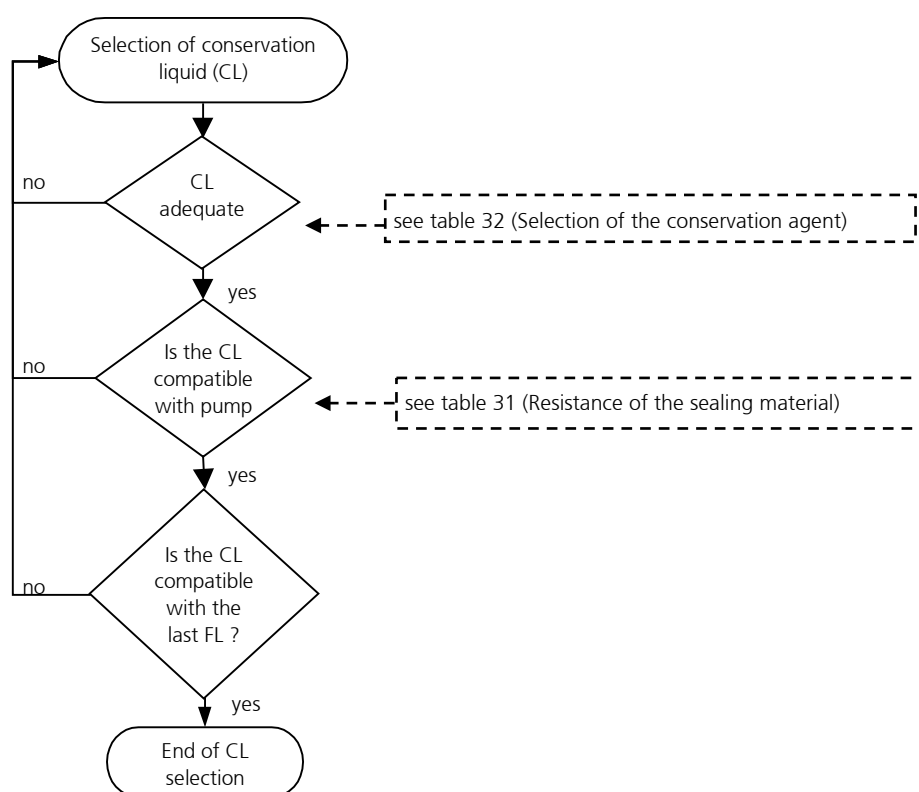 Selection of conservation
liquid (CL)
no
CL
adequate
see table 32 (Selection of the conservation agent)
yes
no
Is the CL
compatible
with pump
see table 31 (Resistance of the sealing material)
yes
no
Is the CL
compatible
with the
last FL ?
yes
End of CL
selection